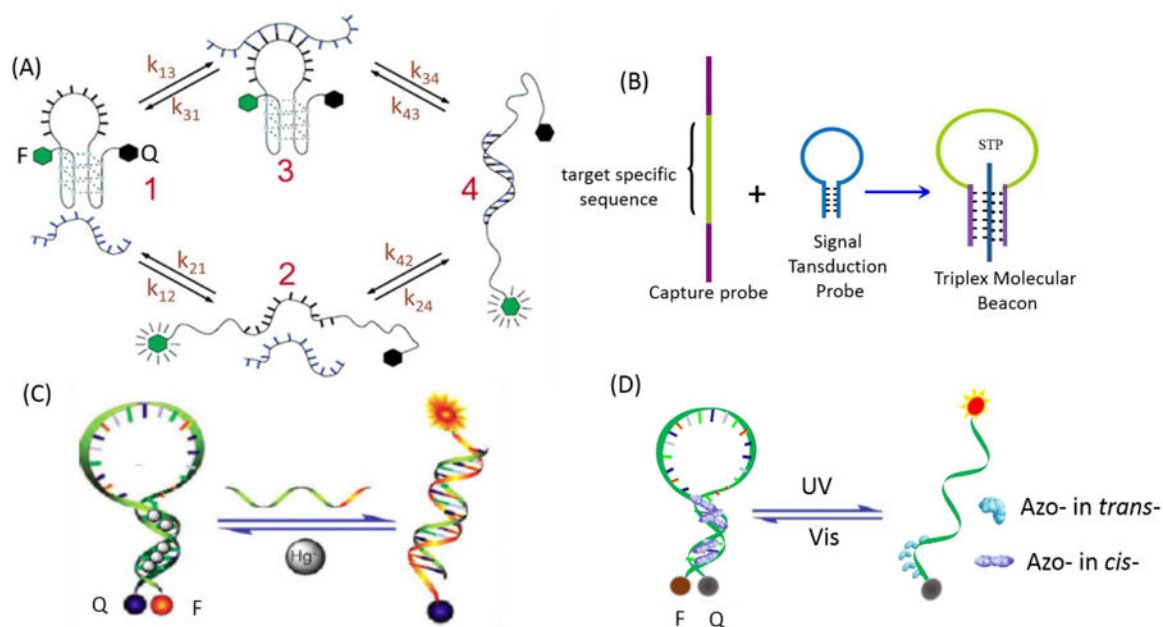 (A)
k13
k31
k34
k43
F
Q
1
3
4
k21
k12
2
k42
k24
(B)
target specific
sequence
+
STP
Capture probe
Signal
Tansduction
Probe
Triplex Molecular
Beacon
(C)
Hg+
Q
F
(D)
UV
Vis
Azo- in trans-
Azo- in cis-
F
Q